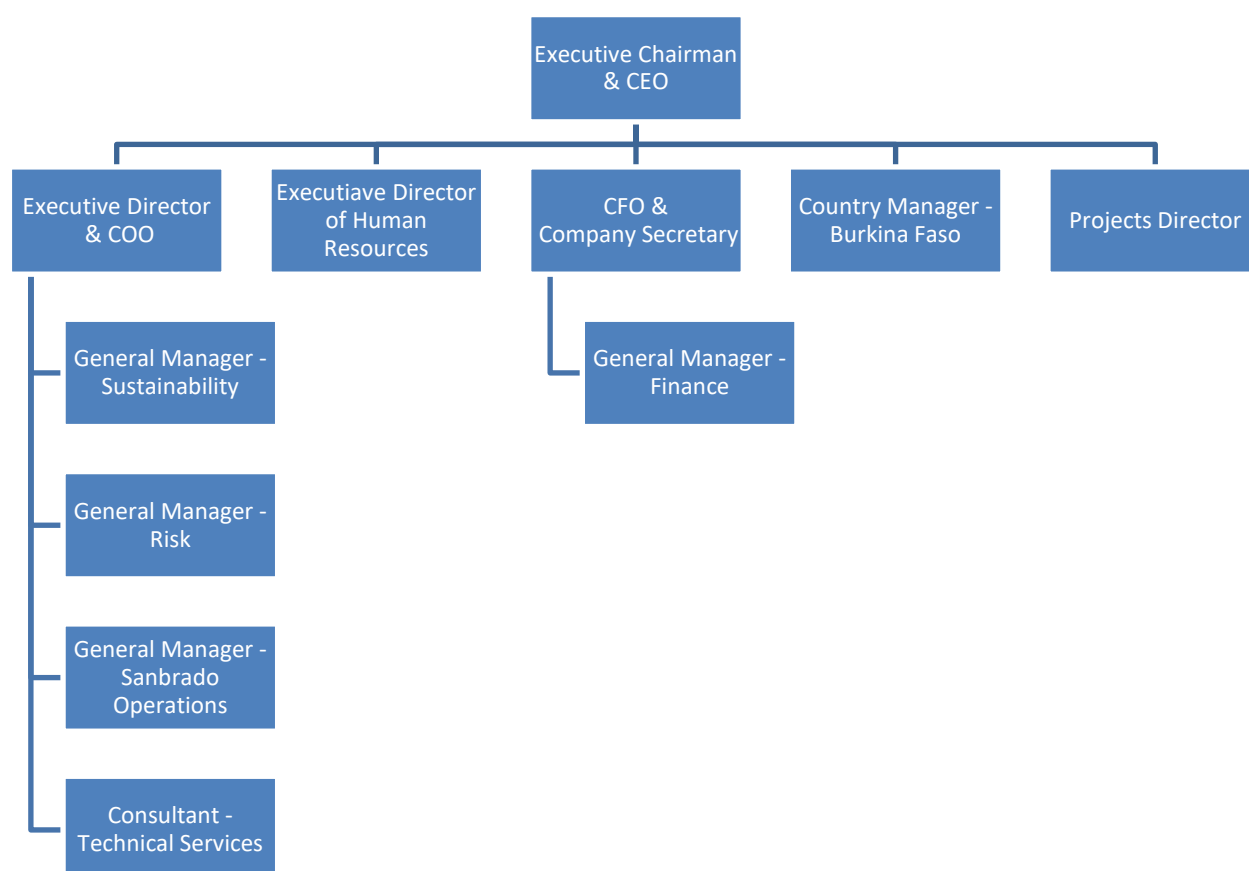 Executive Chairman
& CEO
Executive Director
& COO
Executiave Director
of Human
Resources
CFO &
Company Secretary
Country Manager -
Burkina Faso
Projects Director
General Manager -
Sustainability
General Manager -
Finance
General Manager -
Risk
General Manager -
Sanbrado
Operations
Consultant -
Technical Services